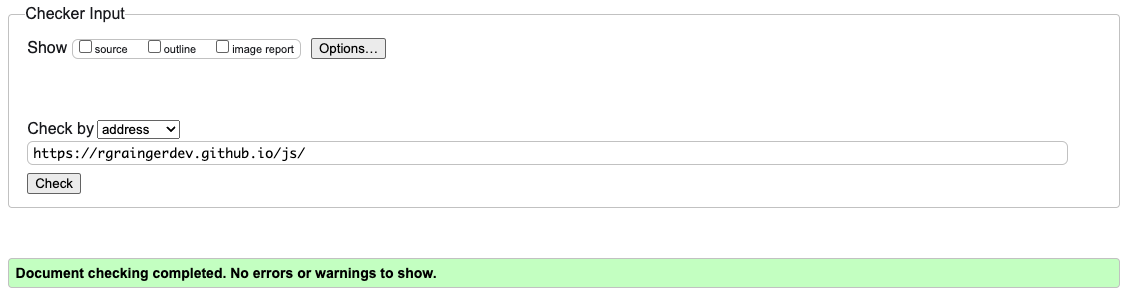 Checker Input
Show source outline image report Options...
Check by address
https://rgraingerdev.github.io/js/
Check
Document checking completed. No errors or warnings to show.